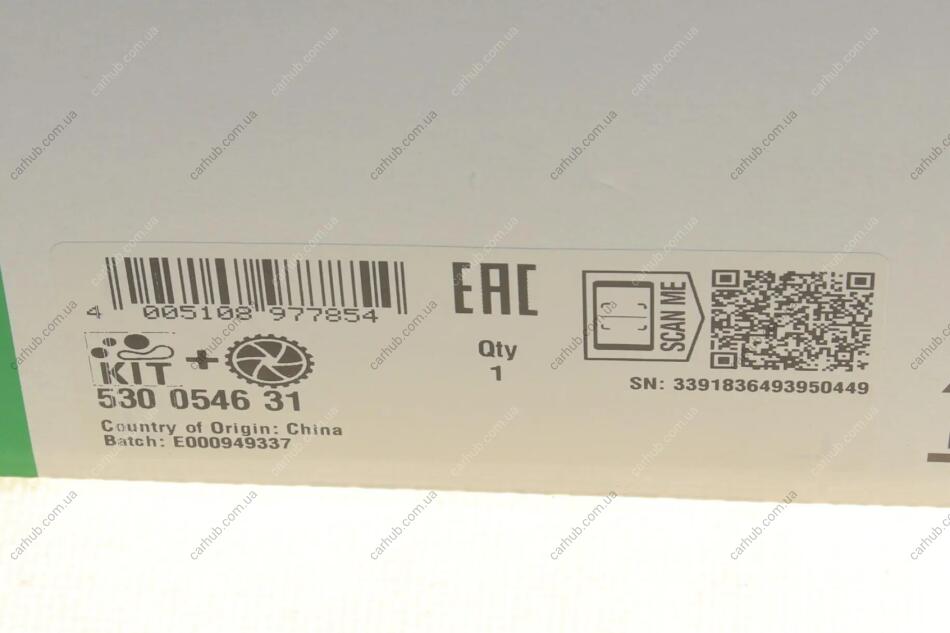 4 005108 977854
EAC
SCAN ME
Qty
1
SN: 3391836493950449
KIT +
530 0546 31
Country of Origin: China
Batch: E000949337
carhub.com.ua